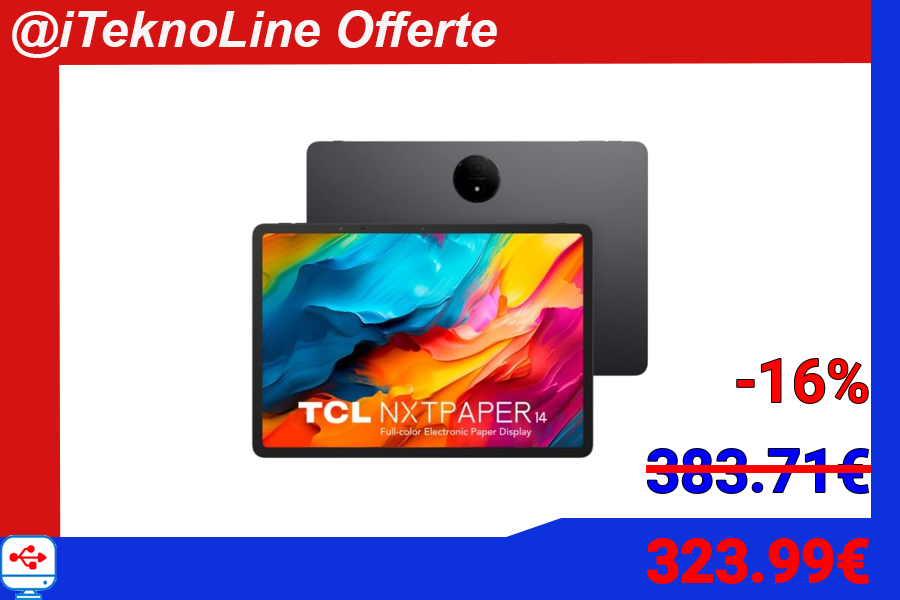 @iTeknoLine Offerte
TCL NXTPAPER 14
Full-color Electronic Paper Display
-16%
383.71€
323.99€